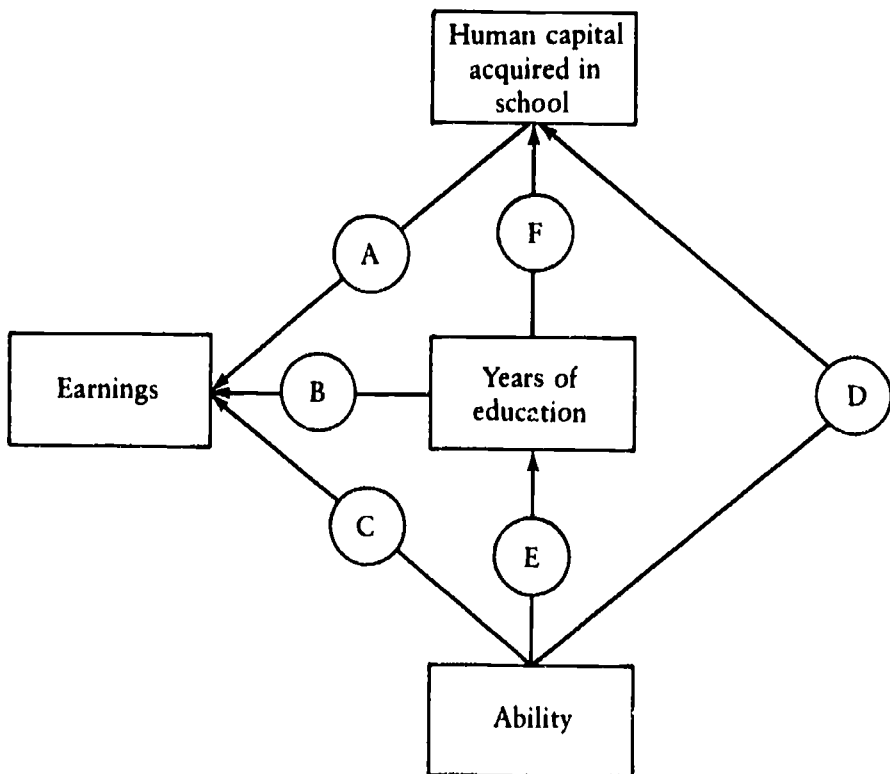 Human capital
acquired in
school
A
F
Earnings
B
Years of
education
D
C
E
Ability